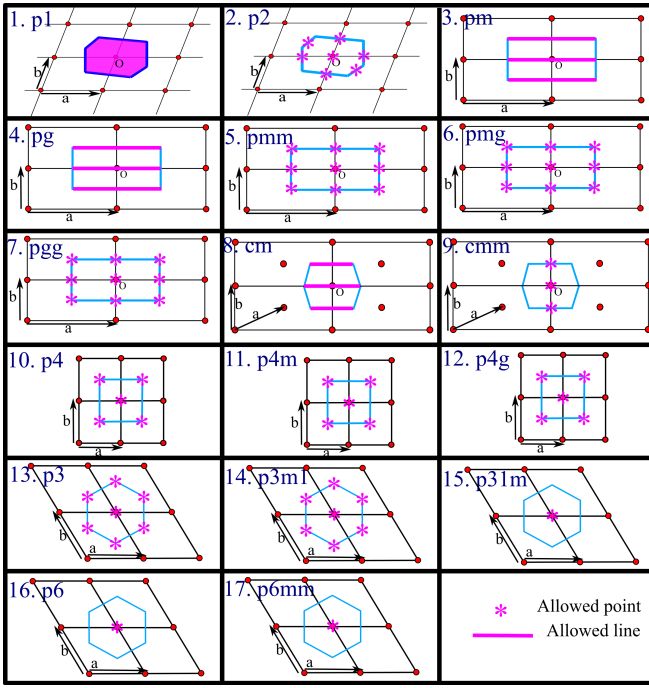 1. p1
o
b
a
2. p2
o
b
a
3. pm
o
b
a
4. pg
o
b
a
5. pmm
o
b
a
6. pmg
o
b
a
7. pgg
o
b
a
8. cm
o
b
a
9. cmm
o
b
a
10. p4
b
a
11. p4m
b
a
12. p4g
b
a
13. p3
b
a
14. p3m1
b
a
15. p31m
b
a
16. p6
b
a
17. p6mm
b
a
Allowed point
Allowed line